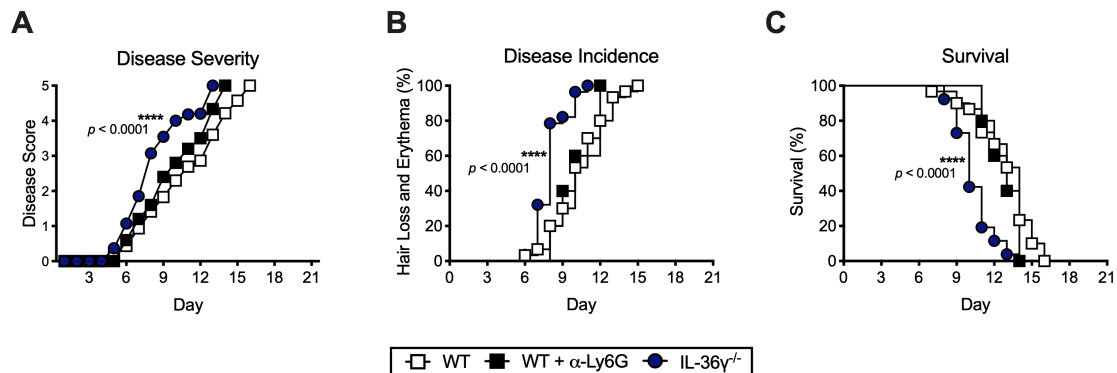 A
Disease Severity
Disease Score
5
4
3
2
1
0
****
p < 0.0001
3 6 9 12 15 18 21
Day
B
Disease Incidence
Hair Loss and Erythema (%)
100
80
60
40
20
0
****
p < 0.0001
0 3 6 9 12 15 18 21
Day
C
Survival
Survival (%)
100
80
60
40
20
0
****
p < 0.0001
0 3 6 9 12 15 18 21
Day
WT WT + α-Ly6G IL-36γ-/-